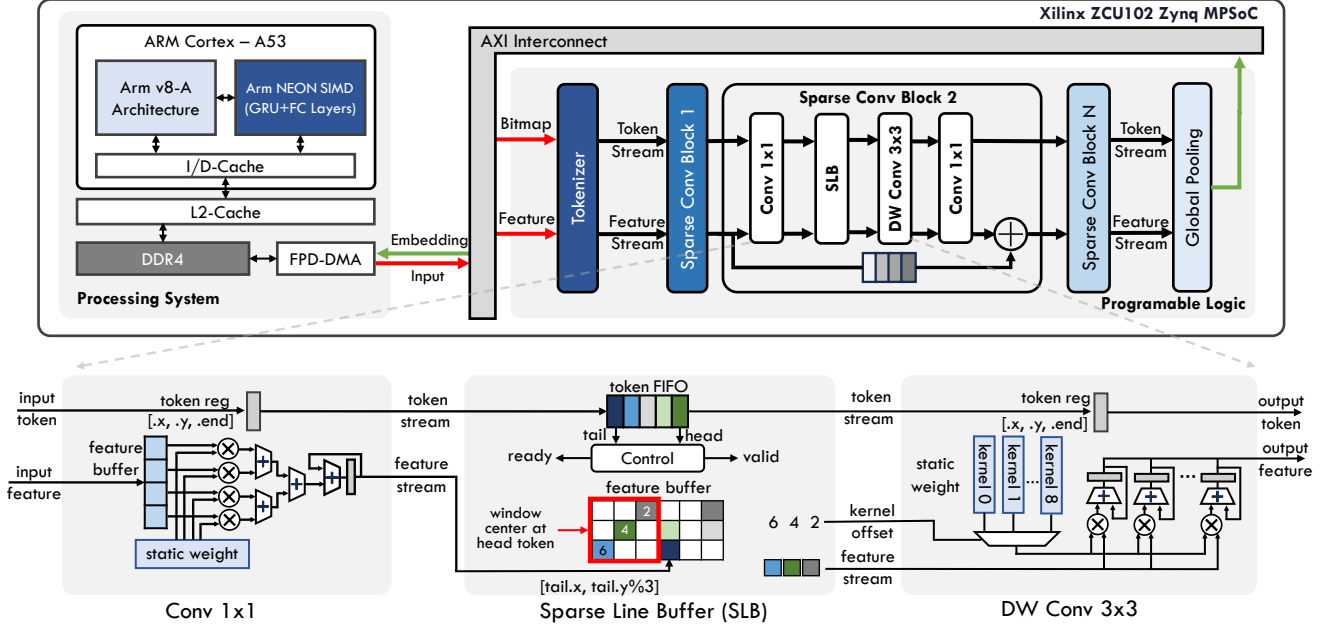 Xilinx ZCU102 Zynq MPSoC
ARM Cortex – A53
Arm v8-A
Architecture
Arm NEON SIMD
(GRU+FC Layers)
I/D-Cache
L2-Cache
DDR4
FPD-DMA
Processing System
Embedding
Input
AXI Interconnect
Bitmap
Feature
Tokenizer
Token
Stream
Feature
Stream
Sparse Conv Block 1
Sparse Conv Block 2
Conv 1x1
SLB
DW Conv 3x3
Conv 1x1
Sparse Conv Block N
Token
Stream
Feature
Stream
Global Pooling
Programable Logic
input
token
token reg
[.x, .y, .end]
feature
buffer
input
feature
static weight
Conv 1x1
token
stream
feature
stream
token FIFO
tail
head
ready
Control
valid
feature buffer
window
center at
head token
2
4
6
[tail.x, tail.y%3]
Sparse Line Buffer (SLB)
token
stream
6 4 2
kernel
offset
feature
stream
token reg
[.x, .y, .end]
static
weight
kernel 0
kernel 1
...
kernel 8
...
output
token
output
feature
DW Conv 3x3